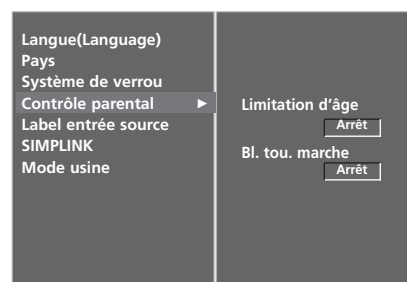 Langue(Language)
Pays
Système de verrou
Contrôle parental ►
Label entrée source
SIMPLINK
Mode usine
Limitation d'âge
Arrêt
Bl. tou. marche
Arrêt